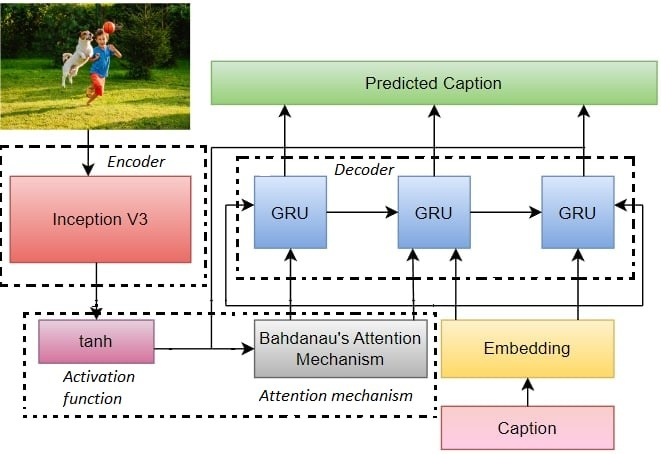 Predicted Caption
Encoder
Decoder
Inception V3
GRU
GRU
GRU
tanh
Bahdanau's Attention
Mechanism
Embedding
Activation
function
Attention mechanism
Caption